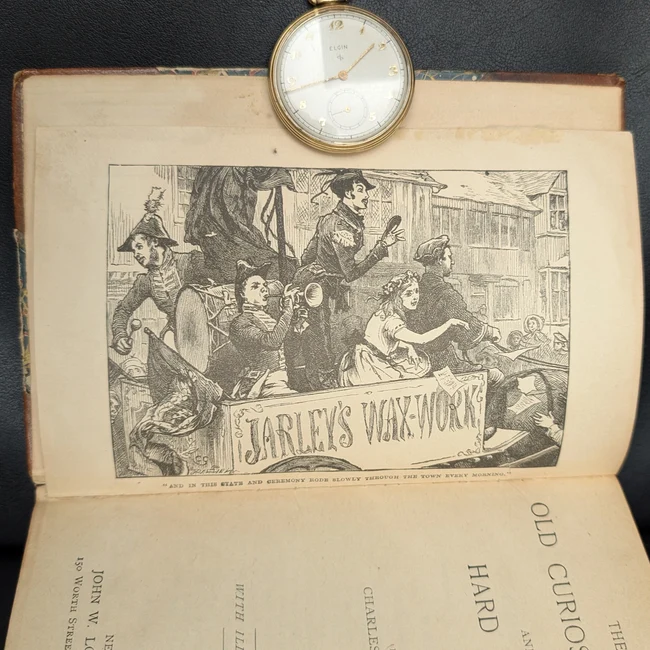 ELGIN
JARLEY'S WAX-WORK
"AND IN THIS STATE AND CEREMONY RODE SLOWLY THROUGH THE TOWN EVERY MORNING."
THE
OLD CURIOS
AN
HARD
CHARLES
WITH ILL
NE
JOHN W. LO
150 WORTH STREE